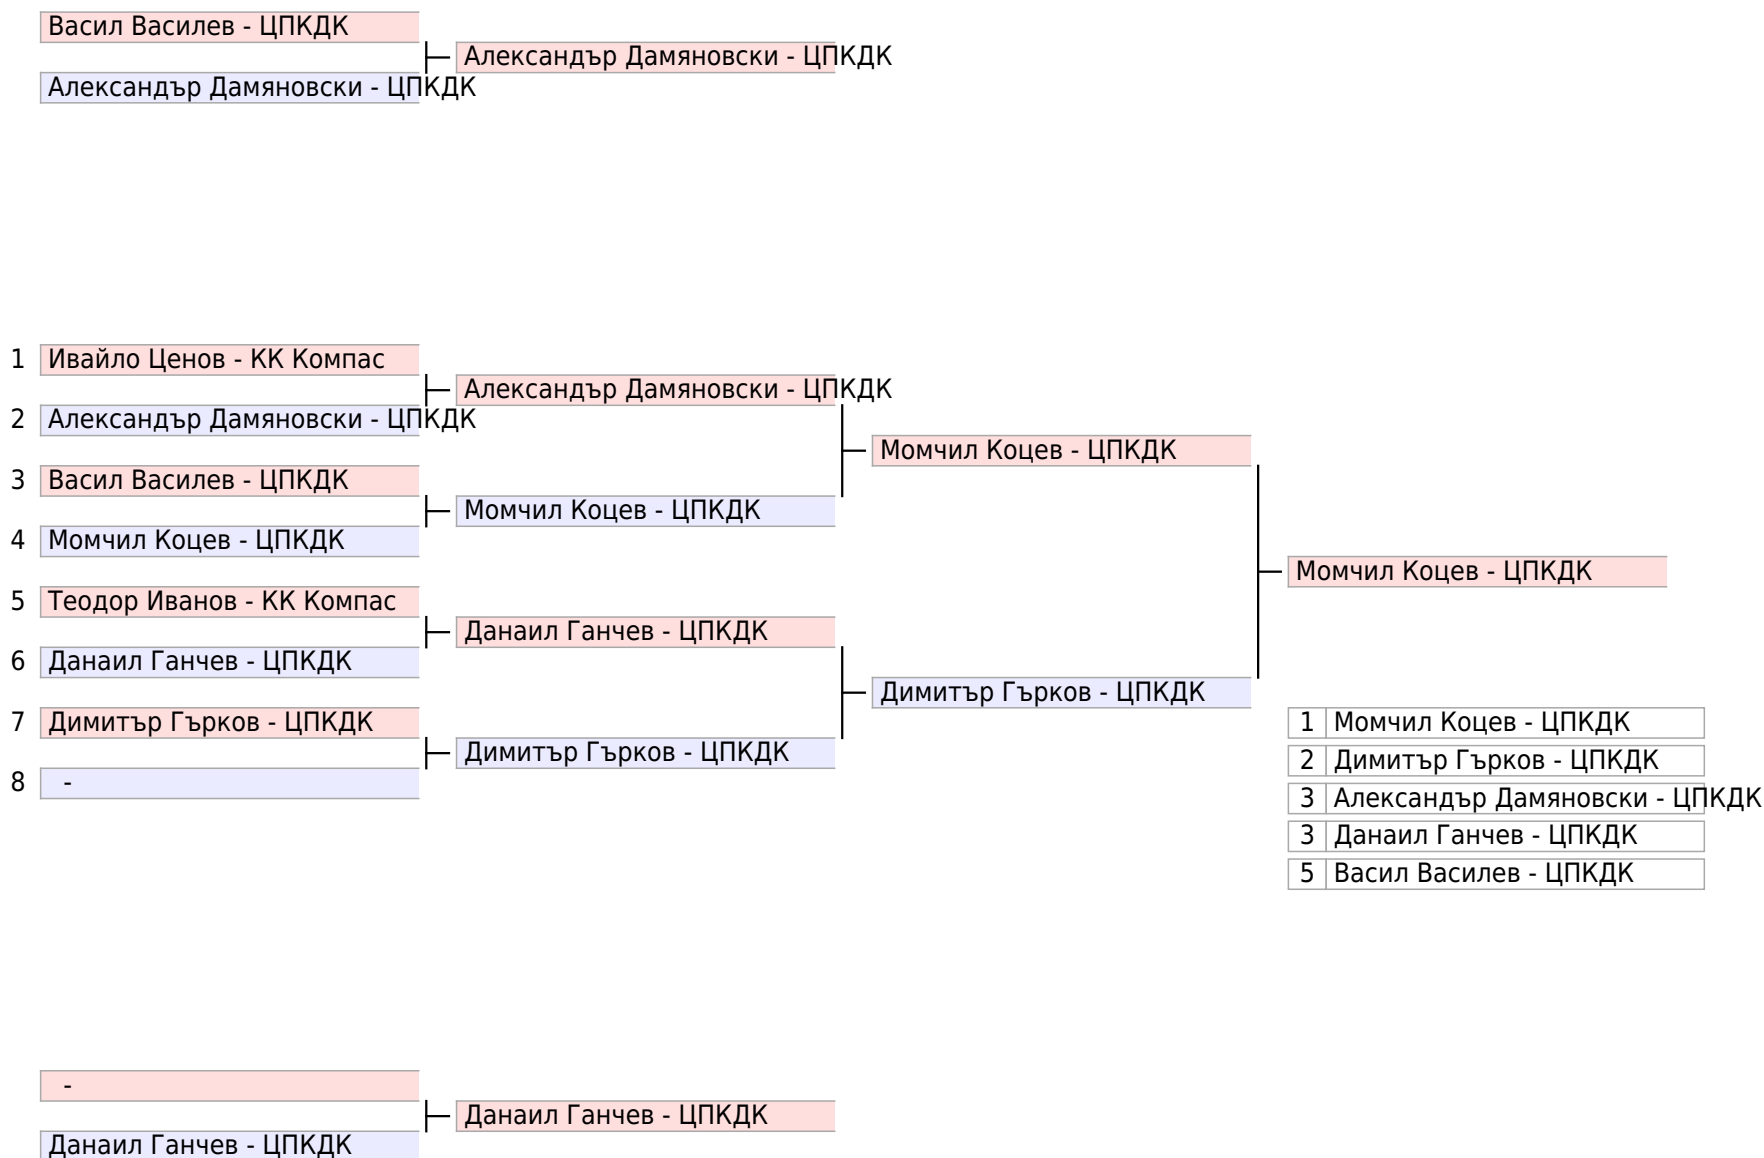 Васил Василев - ЦПКДК
Александър Дамяновски - ЦПКДК
Александър Дамяновски - ЦПКДК
1 Ивайло Ценов - КК Компас
Александър Дамяновски - ЦПКДК
2 Александър Дамяновски - ЦПКДК
Момчил Коцев - ЦПКДК
3 Васил Василев - ЦПКДК
Момчил Коцев - ЦПКДК
4 Момчил Коцев - ЦПКДК
Момчил Коцев - ЦПКДК
5 Теодор Иванов - КК Компас
Данаил Ганчев - ЦПКДК
6 Данаил Ганчев - ЦПКДК
Димитър Гърков - ЦПКДК
7 Димитър Гърков - ЦПКДК
Димитър Гърков - ЦПКДК
8 -
1 Момчил Коцев - ЦПКДК
2 Димитър Гърков - ЦПКДК
3 Александър Дамяновски - ЦПКДК
3 Данаил Ганчев - ЦПКДК
5 Васил Василев - ЦПКДК
-
Данаил Ганчев - ЦПКДК
Данаил Ганчев - ЦПКДК